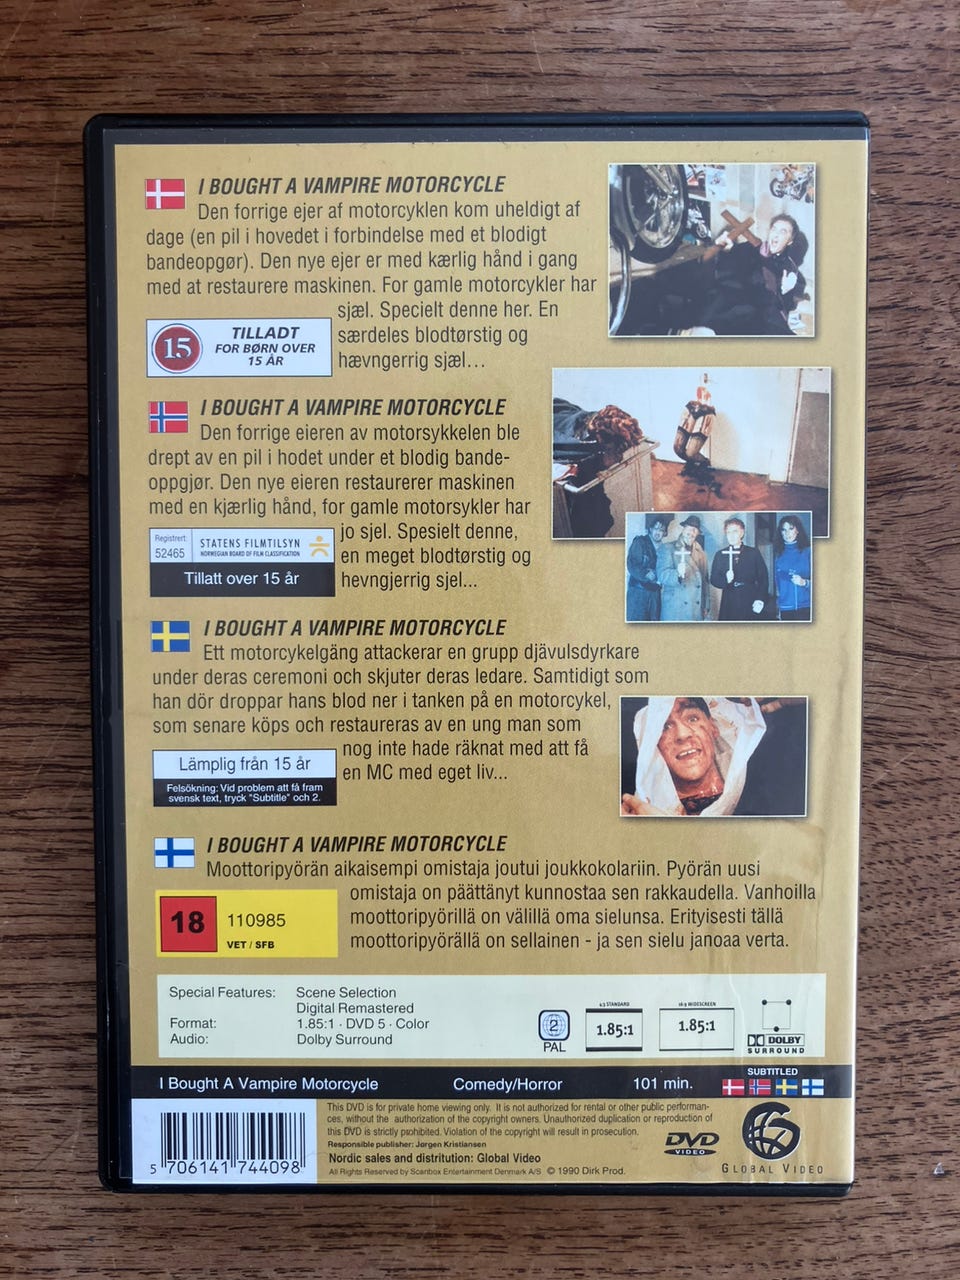 I BOUGHT A VAMPIRE MOTORCYCLE
Den forrige ejer af motorcyklen kom uheldigt af
dage (en pil i hovedet i forbindelse med et blodigt
bandeopgør). Den nye ejer er med kærlig hånd i gang
med at restaurere maskinen. For gamle motorcykler har
sjæl. Specielt denne her. En
særdeles blodtørstig og
hævngerrig sjæl...
15
TILLADT
FOR BØRN OVER
15 ÅR
I BOUGHT A VAMPIRE MOTORCYCLE
Den forrige eieren av motorsykkelen ble
drept av en pil i hodet under et blodig bande-
oppgjør. Den nye eieren restaurerer maskinen
med en kjærlig hånd, for gamle motorsykler har
jo sjel. Spesielt denne,
en meget blodtørstig og
hevngjerrig sjel...
Registrert:
52465
STATENS FILMTILSYN
NORWEGIAN BOARD OF FILM CLASSIFICATION
Tillatt over 15 år
I BOUGHT A VAMPIRE MOTORCYCLE
Ett motorcykelgäng attackerar en grupp djävulsdyrkare
under deras ceremoni och skjuter deras ledare. Samtidigt som
han dör droppar hans blod ner i tanken på en motorcykel,
som senare köps och restaureras av en ung man som
nog inte hade räknat med att få
en MC med eget liv...
Lämplig från 15 år
Felsökning: Vid problem att få fram
svensk text, tryck "Subtitle" och 2.
I BOUGHT A VAMPIRE MOTORCYCLE
Moottoripyörän aikaisempi omistaja joutui joukkokolariin. Pyörän uusi
omistaja on päättänyt kunnostaa sen rakkaudella. Vanhoilla
moottoripyörillä on välillä oma sielunsa. Erityisesti tällä
moottoripyörällä on sellainen - ja sen sielu janoaa verta.
18
110985
VET / SFB
Special Features: Scene Selection
Digital Remastered
Format: 1.85:1 · DVD 5 · Color
Audio: Dolby Surround
2
PAL
4:3 STANDARD
1.85:1
16:9 WIDESCREEN
1.85:1
DOLBY
SURROUND
I Bought A Vampire Motorcycle Comedy/Horror 101 min.
SUBTITLED
5 706141 744098
This DVD is for private home viewing only. It is not authorized for rental or other public performan-
ces, without the authorization of the copyright owners. Unauthorized duplication or reproduction of
this DVD is strictly prohibited. Violation of the copyright will result in prosecution.
Responsible publisher: Jørgen Kristiansen
Nordic sales and distritution: Global Video
All Rights Reserved by Scanbox Entertainment Denmark A/S © 1990 Dirk Prod.
DVD
VIDEO
GLOBAL VIDEO